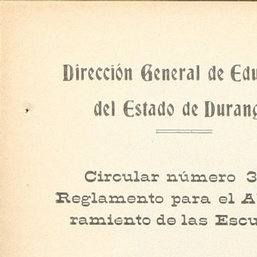 Dirección General de Edu
del Estado de Durang
Circular número 3
Reglamento para el A
ramiento de las Escu